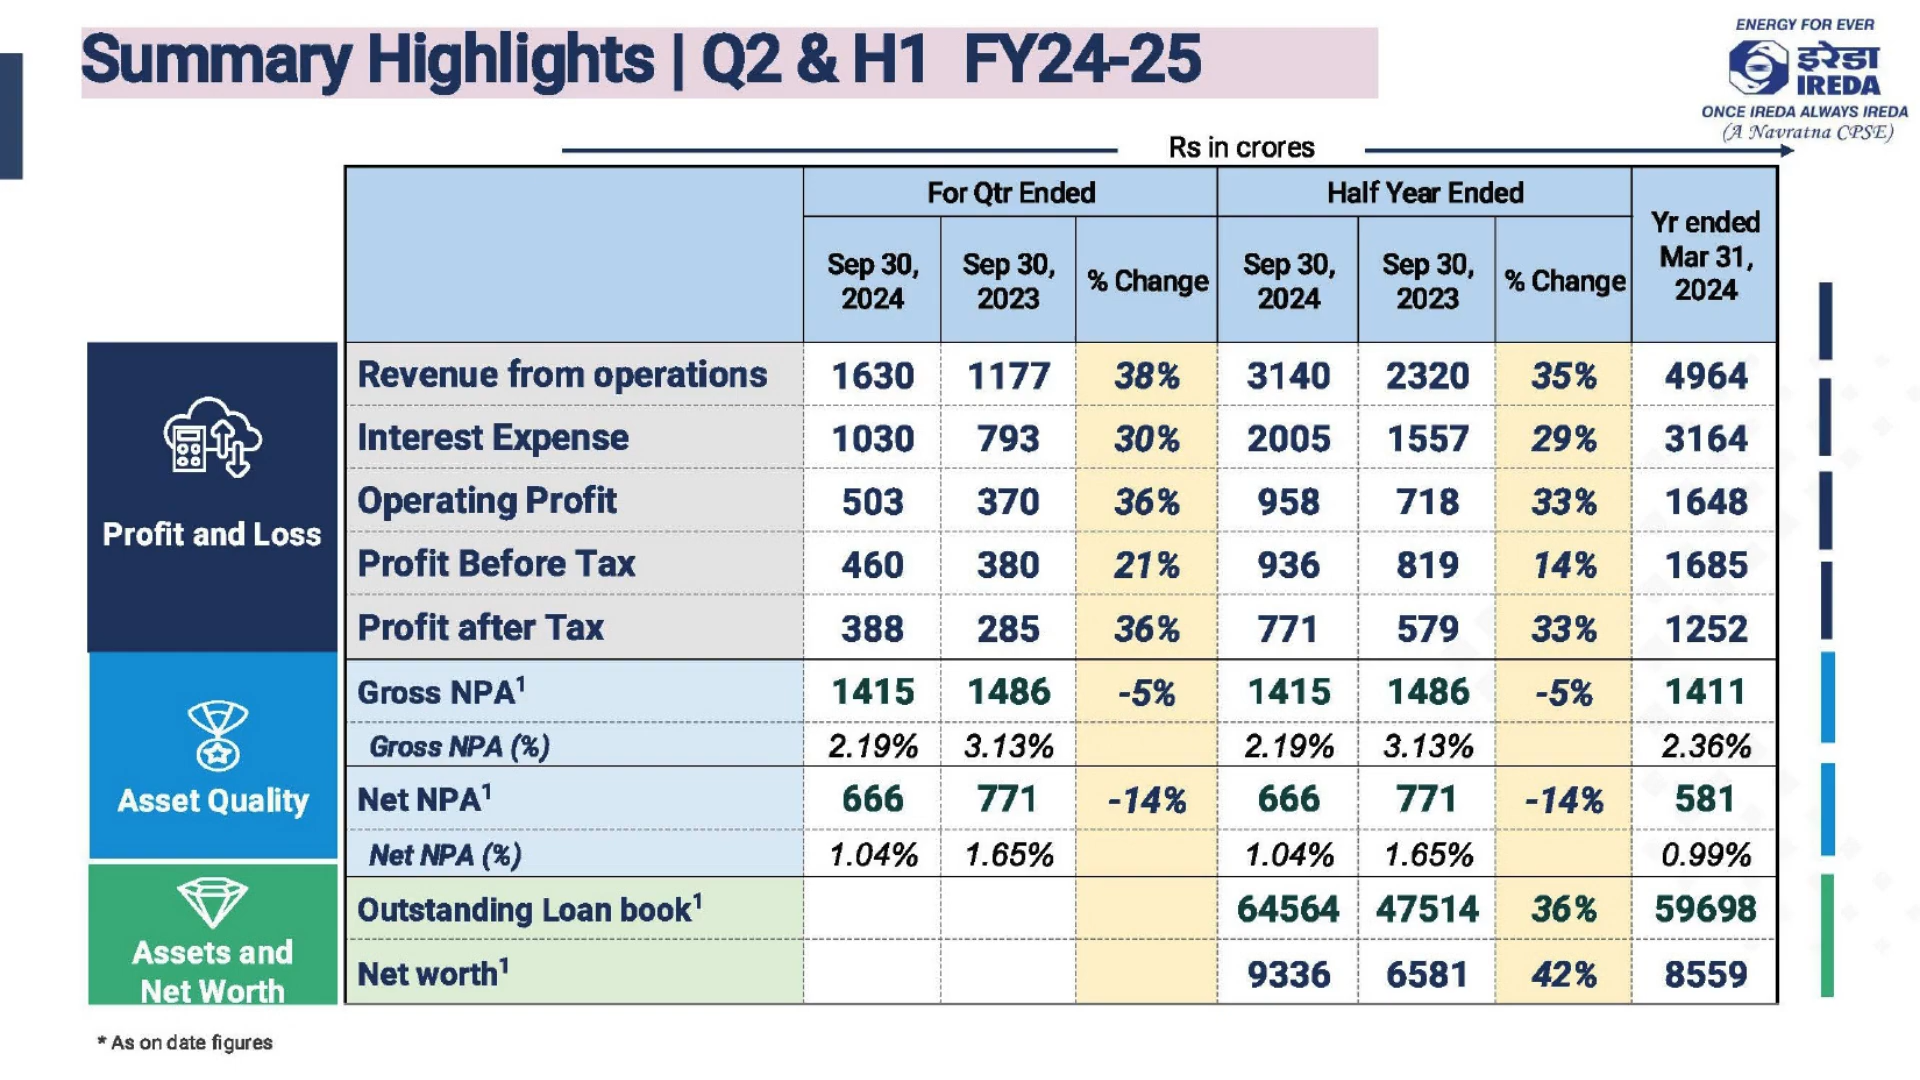 Summary Highlights | Q2 & H1 FY24-25
ENERGY FOR EVER
इरेडा
IREDA
ONCE IREDA ALWAYS IREDA
(A Navratna CPSE)
Rs in crores
For Qtr Ended Half Year Ended Yr ended Mar 31, 2024
Sep 30, 2024 Sep 30, 2023 % Change Sep 30, 2024 Sep 30, 2023 % Change
Profit and Loss
Revenue from operations 1630 1177 38% 3140 2320 35% 4964
Interest Expense 1030 793 30% 2005 1557 29% 3164
Operating Profit 503 370 36% 958 718 33% 1648
Profit Before Tax 460 380 21% 936 819 14% 1685
Profit after Tax 388 285 36% 771 579 33% 1252
Asset Quality
Gross NPA¹ 1415 1486 -5% 1415 1486 -5% 1411
Gross NPA (%) 2.19% 3.13% 2.19% 3.13% 2.36%
Net NPA¹ 666 771 -14% 666 771 -14% 581
Net NPA (%) 1.04% 1.65% 1.04% 1.65% 0.99%
Assets and
Net Worth
Outstanding Loan book¹ 64564 47514 36% 59698
Net worth¹ 9336 6581 42% 8559
* As on date figures